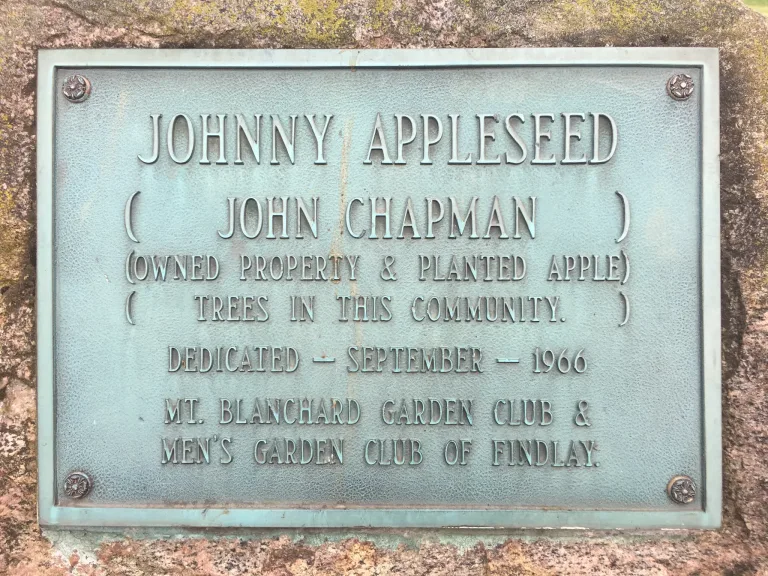 JOHNNY APPLESEED
( JOHN CHAPMAN )
(OWNED PROPERTY & PLANTED APPLE)
( TREES IN THIS COMMUNITY. )
DEDICATED — SEPTEMBER — 1966
MT. BLANCHARD GARDEN CLUB &
MEN'S GARDEN CLUB OF FINDLAY.